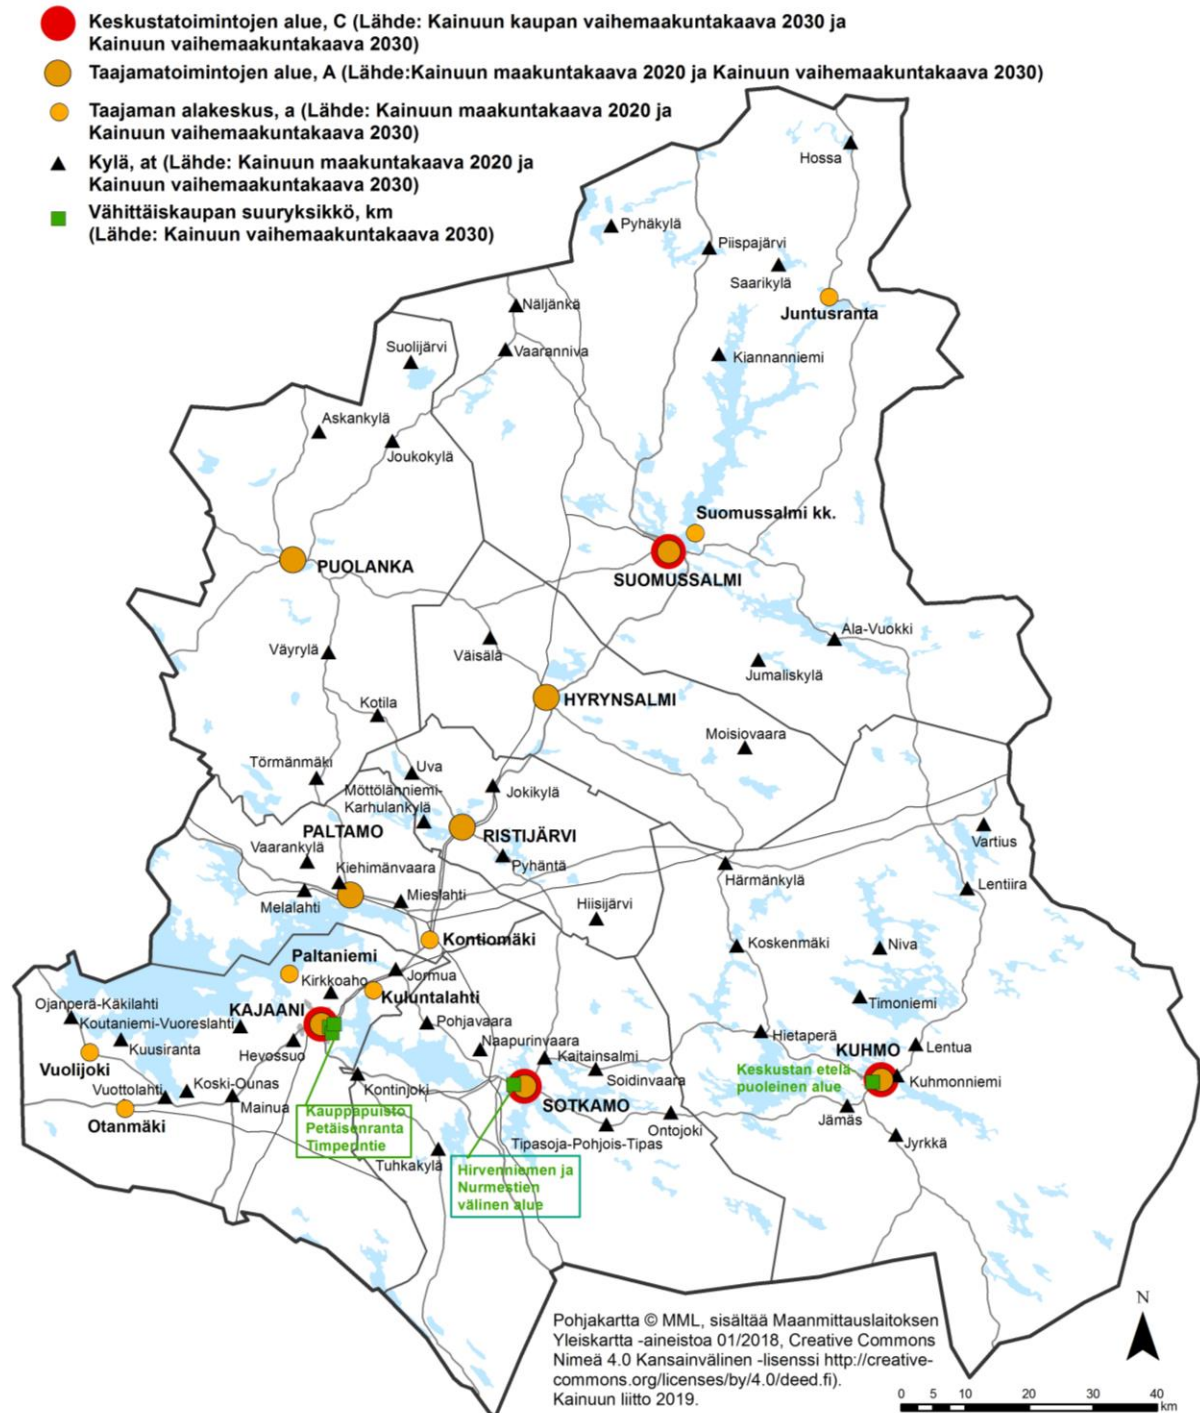 Keskustatoimintojen alue, C (Lähde: Kainuun kaupan vaihemaakuntakaava 2030 ja
Kainuun vaihemaakuntakaava 2030)
Taajamatoimintojen alue, A (Lähde:Kainuun maakuntakaava 2020 ja Kainuun vaihemaakuntakaava 2030)
Taajaman alakeskus, a (Lähde: Kainuun maakuntakaava 2020 ja
Kainuun vaihemaakuntakaava 2030)
Kylä, at (Lähde: Kainuun maakuntakaava 2020 ja
Kainuun vaihemaakuntakaava 2030)
Vähittäiskaupan suuryksikkö, km
(Lähde: Kainuun vaihemaakuntakaava 2030)
Hossa
Pyhäkylä
Piispajärvi
Saarikylä
Juntusranta
Näljänkä
Suolijärvi
Vaaranniva
Kiannanniemi
Askankylä
Joukokylä
Suomussalmi kk.
PUOLANKA
SUOMUSSALMI
Ala-Vuokki
Väyrylä
Väisälä
Jumaliskylä
Kotila
HYRYNSALMI
Moisiovaara
Törmänmäki
Uva
Möttölänniemi-
Karhulankylä
Jokikylä
PALTAMO
RISTIJÄRVI
Vaarankylä
Pyhäntä
Vartius
Kiehimänvaara
Härmänkylä
Lentiira
Melalahti
Mieslahti
Hiisijärvi
Kontiomäki
Koskenmäki
Niva
Paltaniemi
Kirkkoaho
Jormua
Kuluntalahti
Timoniemi
Ojanperä-Käkilahti
KAJAANI
Koutaniemi-Vuoreslahti
Pohjavaara
Hietaperä
Kuusiranta
Hevossuo
Naapurinvaara
Kaitainsalmi
KUHMO
Lentua
Vuolijoki
Soidinvaara
Keskustan etelä
puoleinen alue
Kuhmonniemi
Vuottolahti
Koski-Ounas
Mainua
Kontinjoki
SOTKAMO
Ontojoki
Jämäs
Otanmäki
Kauppapuisto
Petäisenranta
Timperintie
Tipasoja-Pohjois-Tipas
Jyrkkä
Tuhkakylä
Hirvenniemen ja
Nurmestien
välinen alue
Pohjakartta © MML, sisältää Maanmittauslaitoksen
Yleiskartta -aineistoa 01/2018, Creative Commons
Nimeä 4.0 Kansainvälinen -lisenssi http://creative-
commons.org/licenses/by/4.0/deed.fi).
Kainuun liitto 2019.
N
0 5 10 20 30 40
km